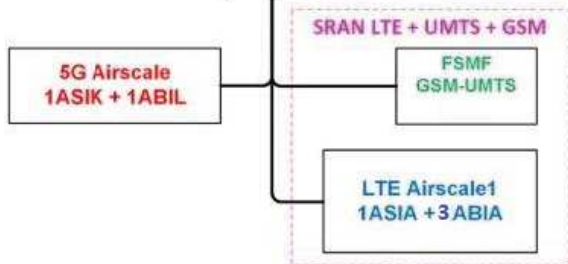 SRAN LTE + UMTS + GSM
5G Airscale
1ASIK + 1ABIL
FSMF
GSM-UMTS
LTE Airscale1
1ASIA +3 ABIA